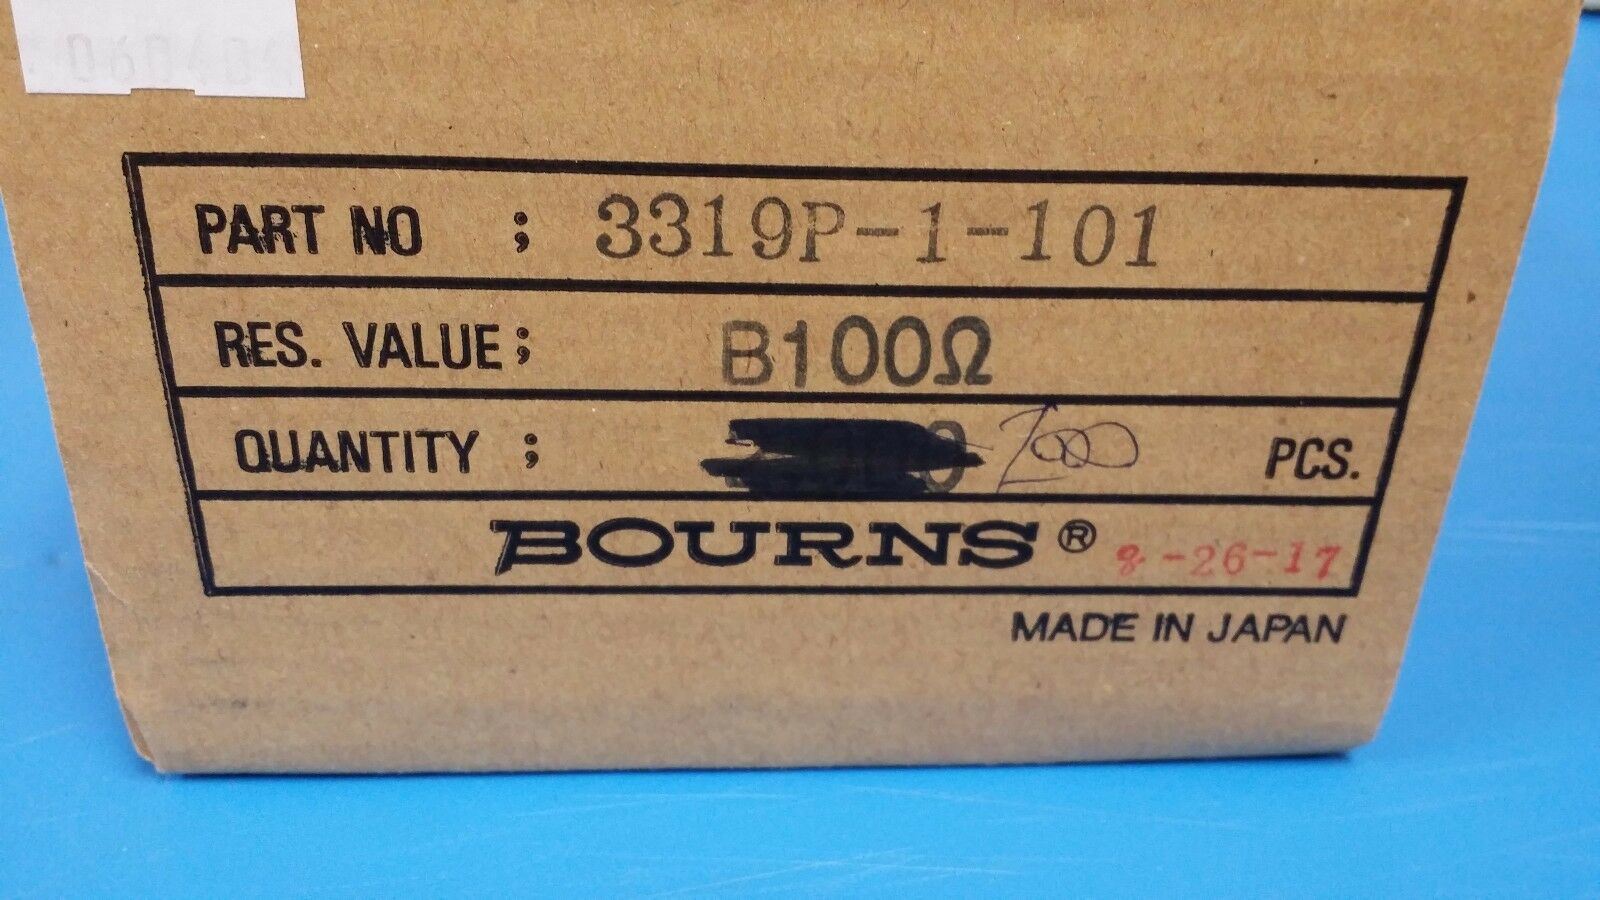 PART NO ; 3319P-1-101
RES. VALUE ; B100Ω
QUANTITY ; 200 PCS.
BOURNS® 8-26-17
MADE IN JAPAN